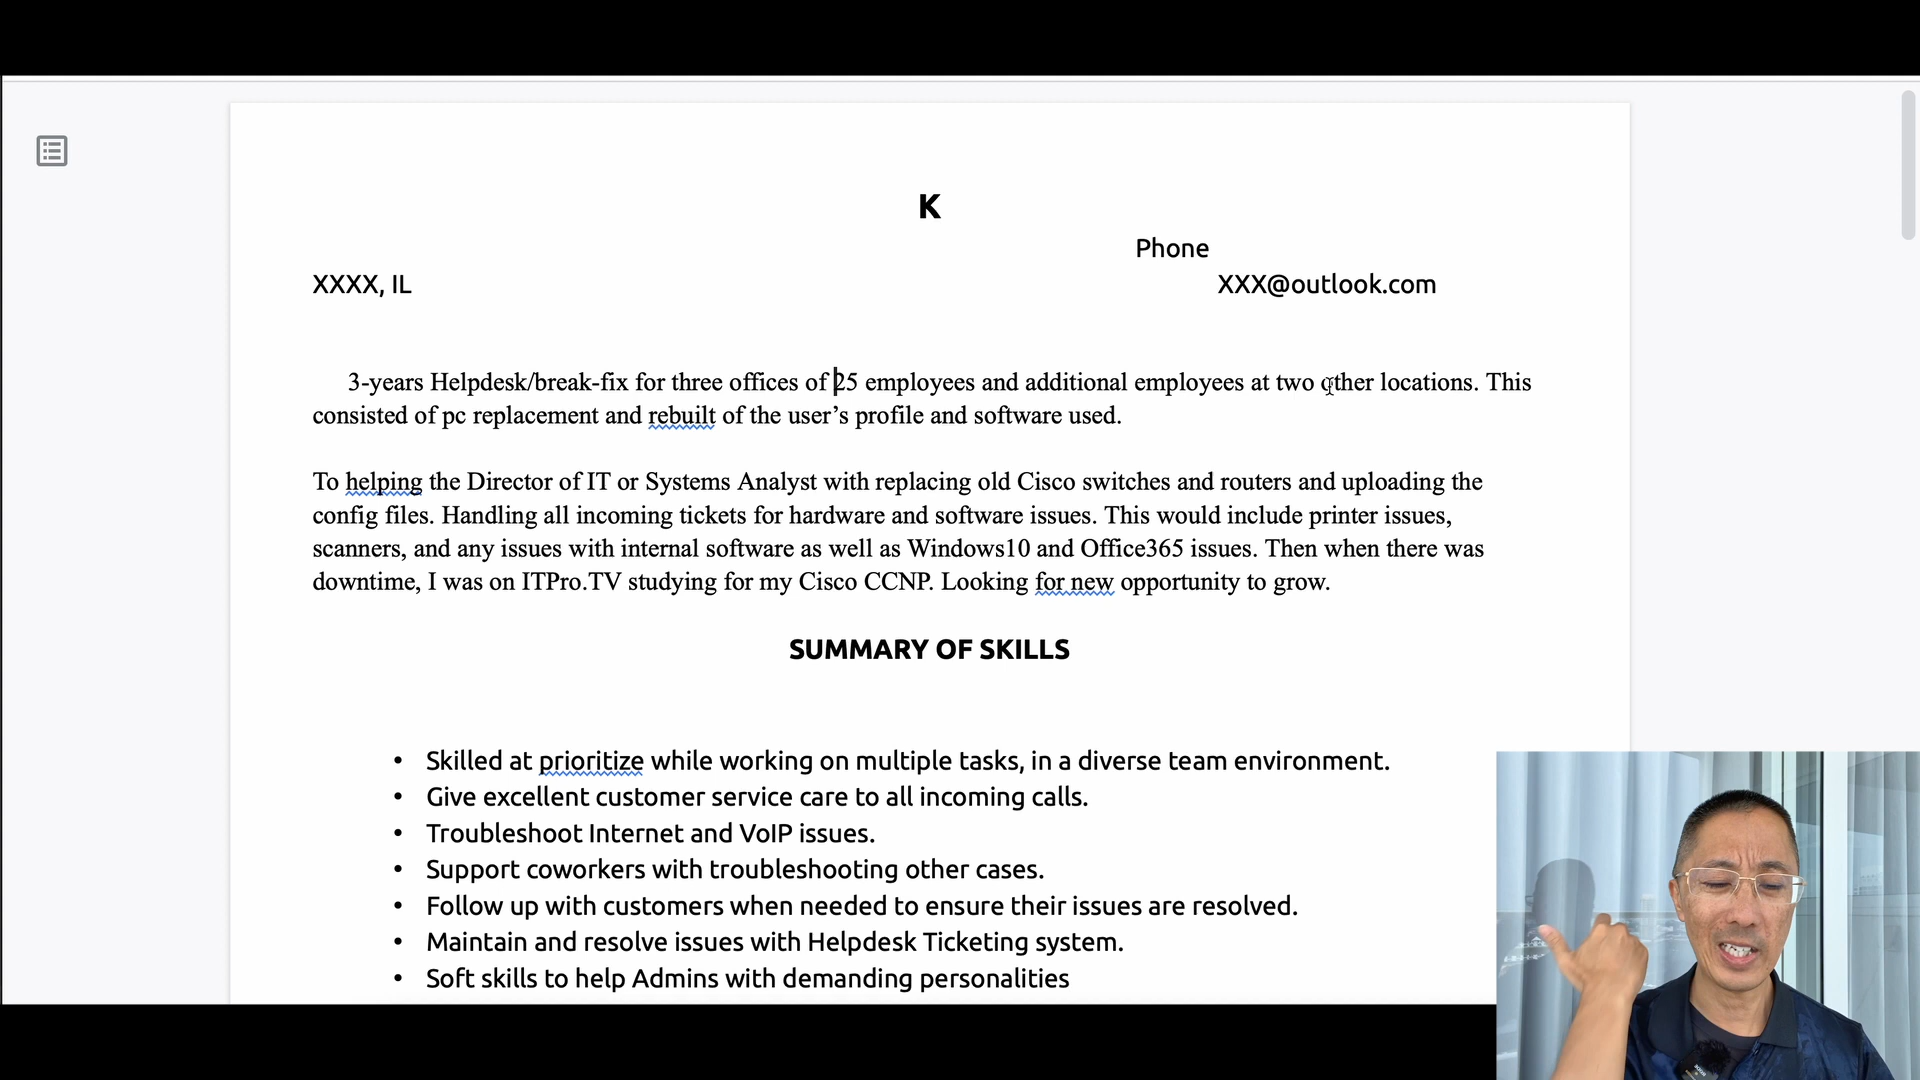 K
Phone
XXXX, IL XXX@outlook.com
3-years Helpdesk/break-fix for three offices of 25 employees and additional employees at two other locations. This
consisted of pc replacement and rebuilt of the user’s profile and software used.
To helping the Director of IT or Systems Analyst with replacing old Cisco switches and routers and uploading the
config files. Handling all incoming tickets for hardware and software issues. This would include printer issues,
scanners, and any issues with internal software as well as Windows10 and Office365 issues. Then when there was
downtime, I was on ITPro.TV studying for my Cisco CCNP. Looking for new opportunity to grow.
SUMMARY OF SKILLS
• Skilled at prioritize while working on multiple tasks, in a diverse team environment.
• Give excellent customer service care to all incoming calls.
• Troubleshoot Internet and VoIP issues.
• Support coworkers with troubleshooting other cases.
• Follow up with customers when needed to ensure their issues are resolved.
• Maintain and resolve issues with Helpdesk Ticketing system.
• Soft skills to help Admins with demanding personalities